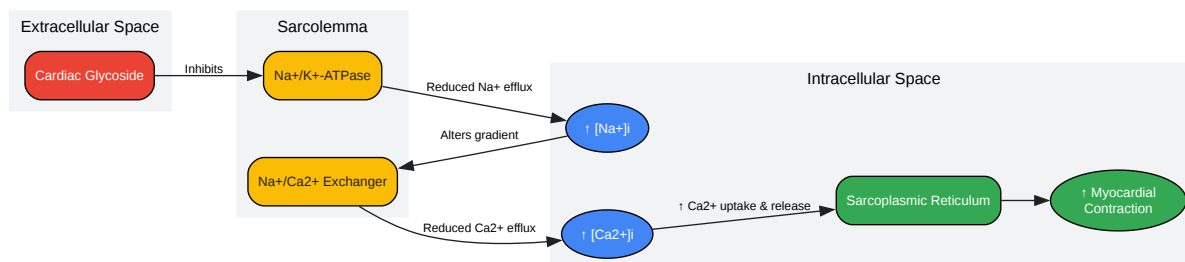 Extracellular Space
Sarcolemma
Cardiac Glycoside
Inhibits
Na+/K+-ATPase
Intracellular Space
Reduced Na+ efflux
↑ [Na+]i
Alters gradient
Na+/Ca2+ Exchanger
Reduced Ca2+ efflux
↑ [Ca2+]i
↑ Ca2+ uptake & release
Sarcoplasmic Reticulum
↑ Myocardial
Contraction